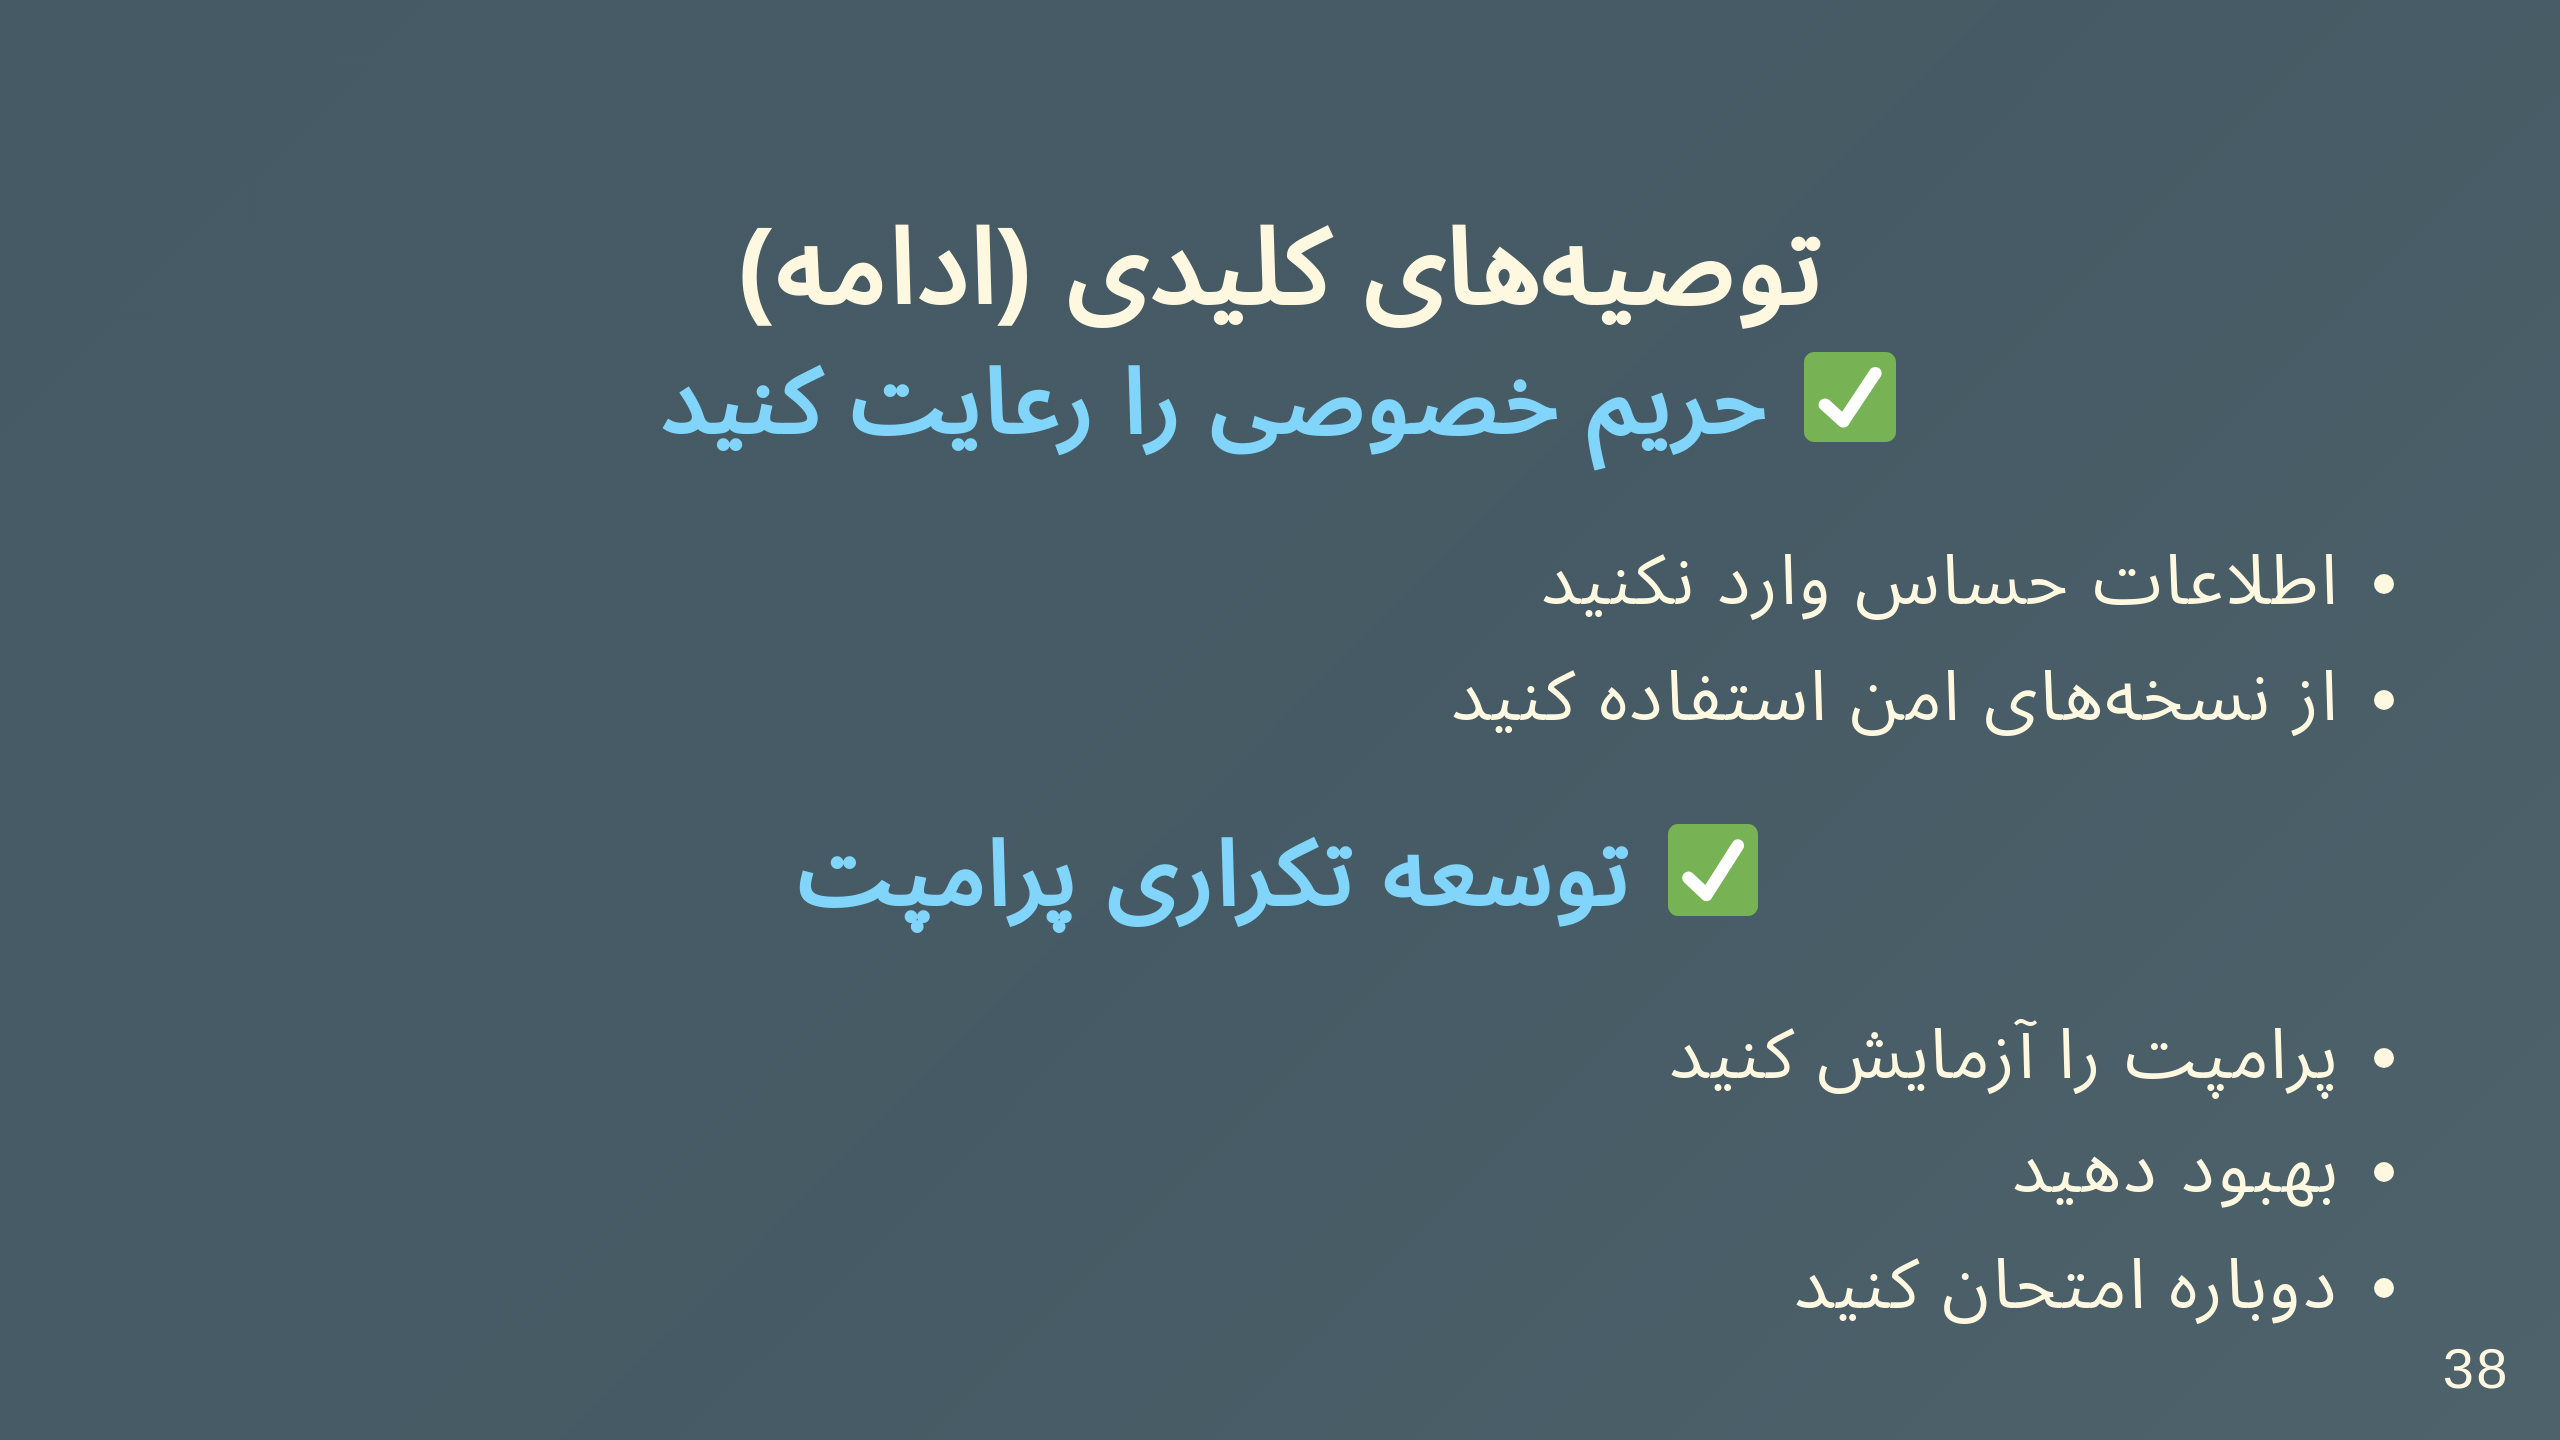 توصیه‌های کلیدی (ادامه)
✅ حریم خصوصی را رعایت کنید
• اطلاعات حساس وارد نکنید
• از نسخه‌های امن استفاده کنید
✅ توسعه تکراری پرامپت
• پرامپت را آزمایش کنید
• بهبود دهید
• دوباره امتحان کنید
38